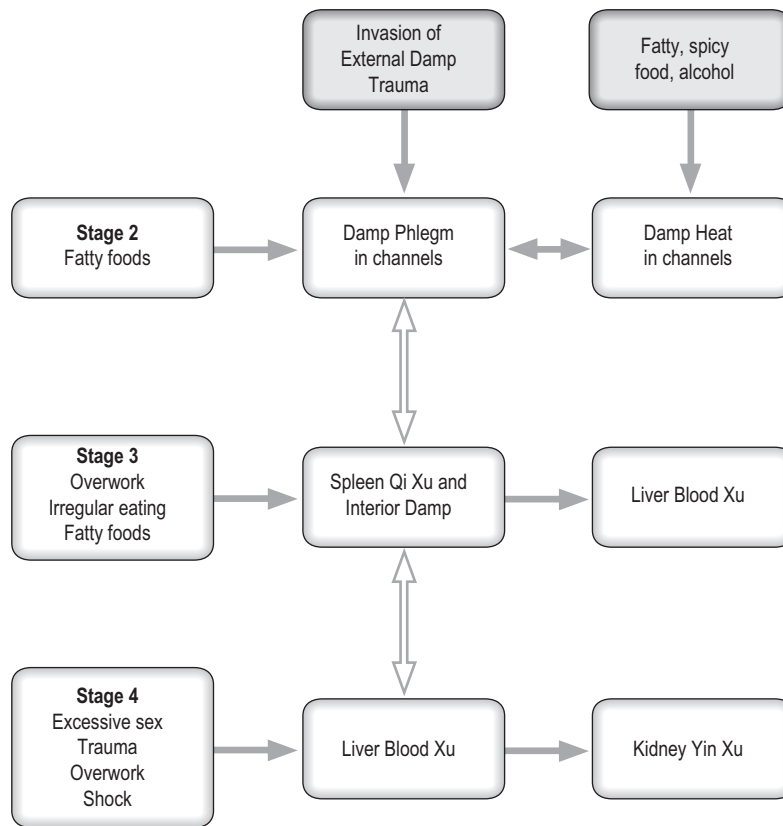 Invasion of
External Damp
Trauma
Fatty, spicy
food, alcohol
Stage 2
Fatty foods
Damp Phlegm
in channels
Damp Heat
in channels
Stage 3
Overwork
Irregular eating
Fatty foods
Spleen Qi Xu and
Interior Damp
Liver Blood Xu
Stage 4
Excessive sex
Trauma
Overwork
Shock
Liver Blood Xu
Kidney Yin Xu